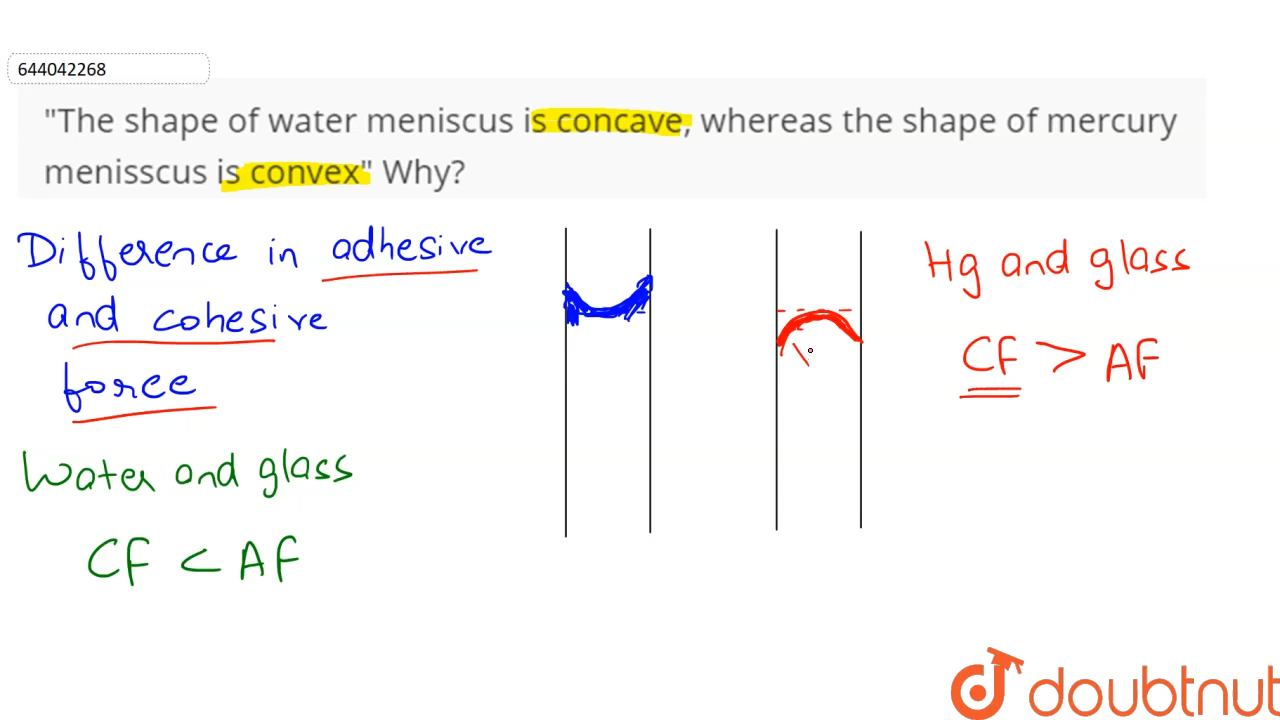 644042268
"The shape of water meniscus is concave, whereas the shape of mercury
menisscus is convex" Why?
Difference in adhesive
and cohesive
force
Water and glass
CF < AF
Hg and glass
CF > AF
doubtnut